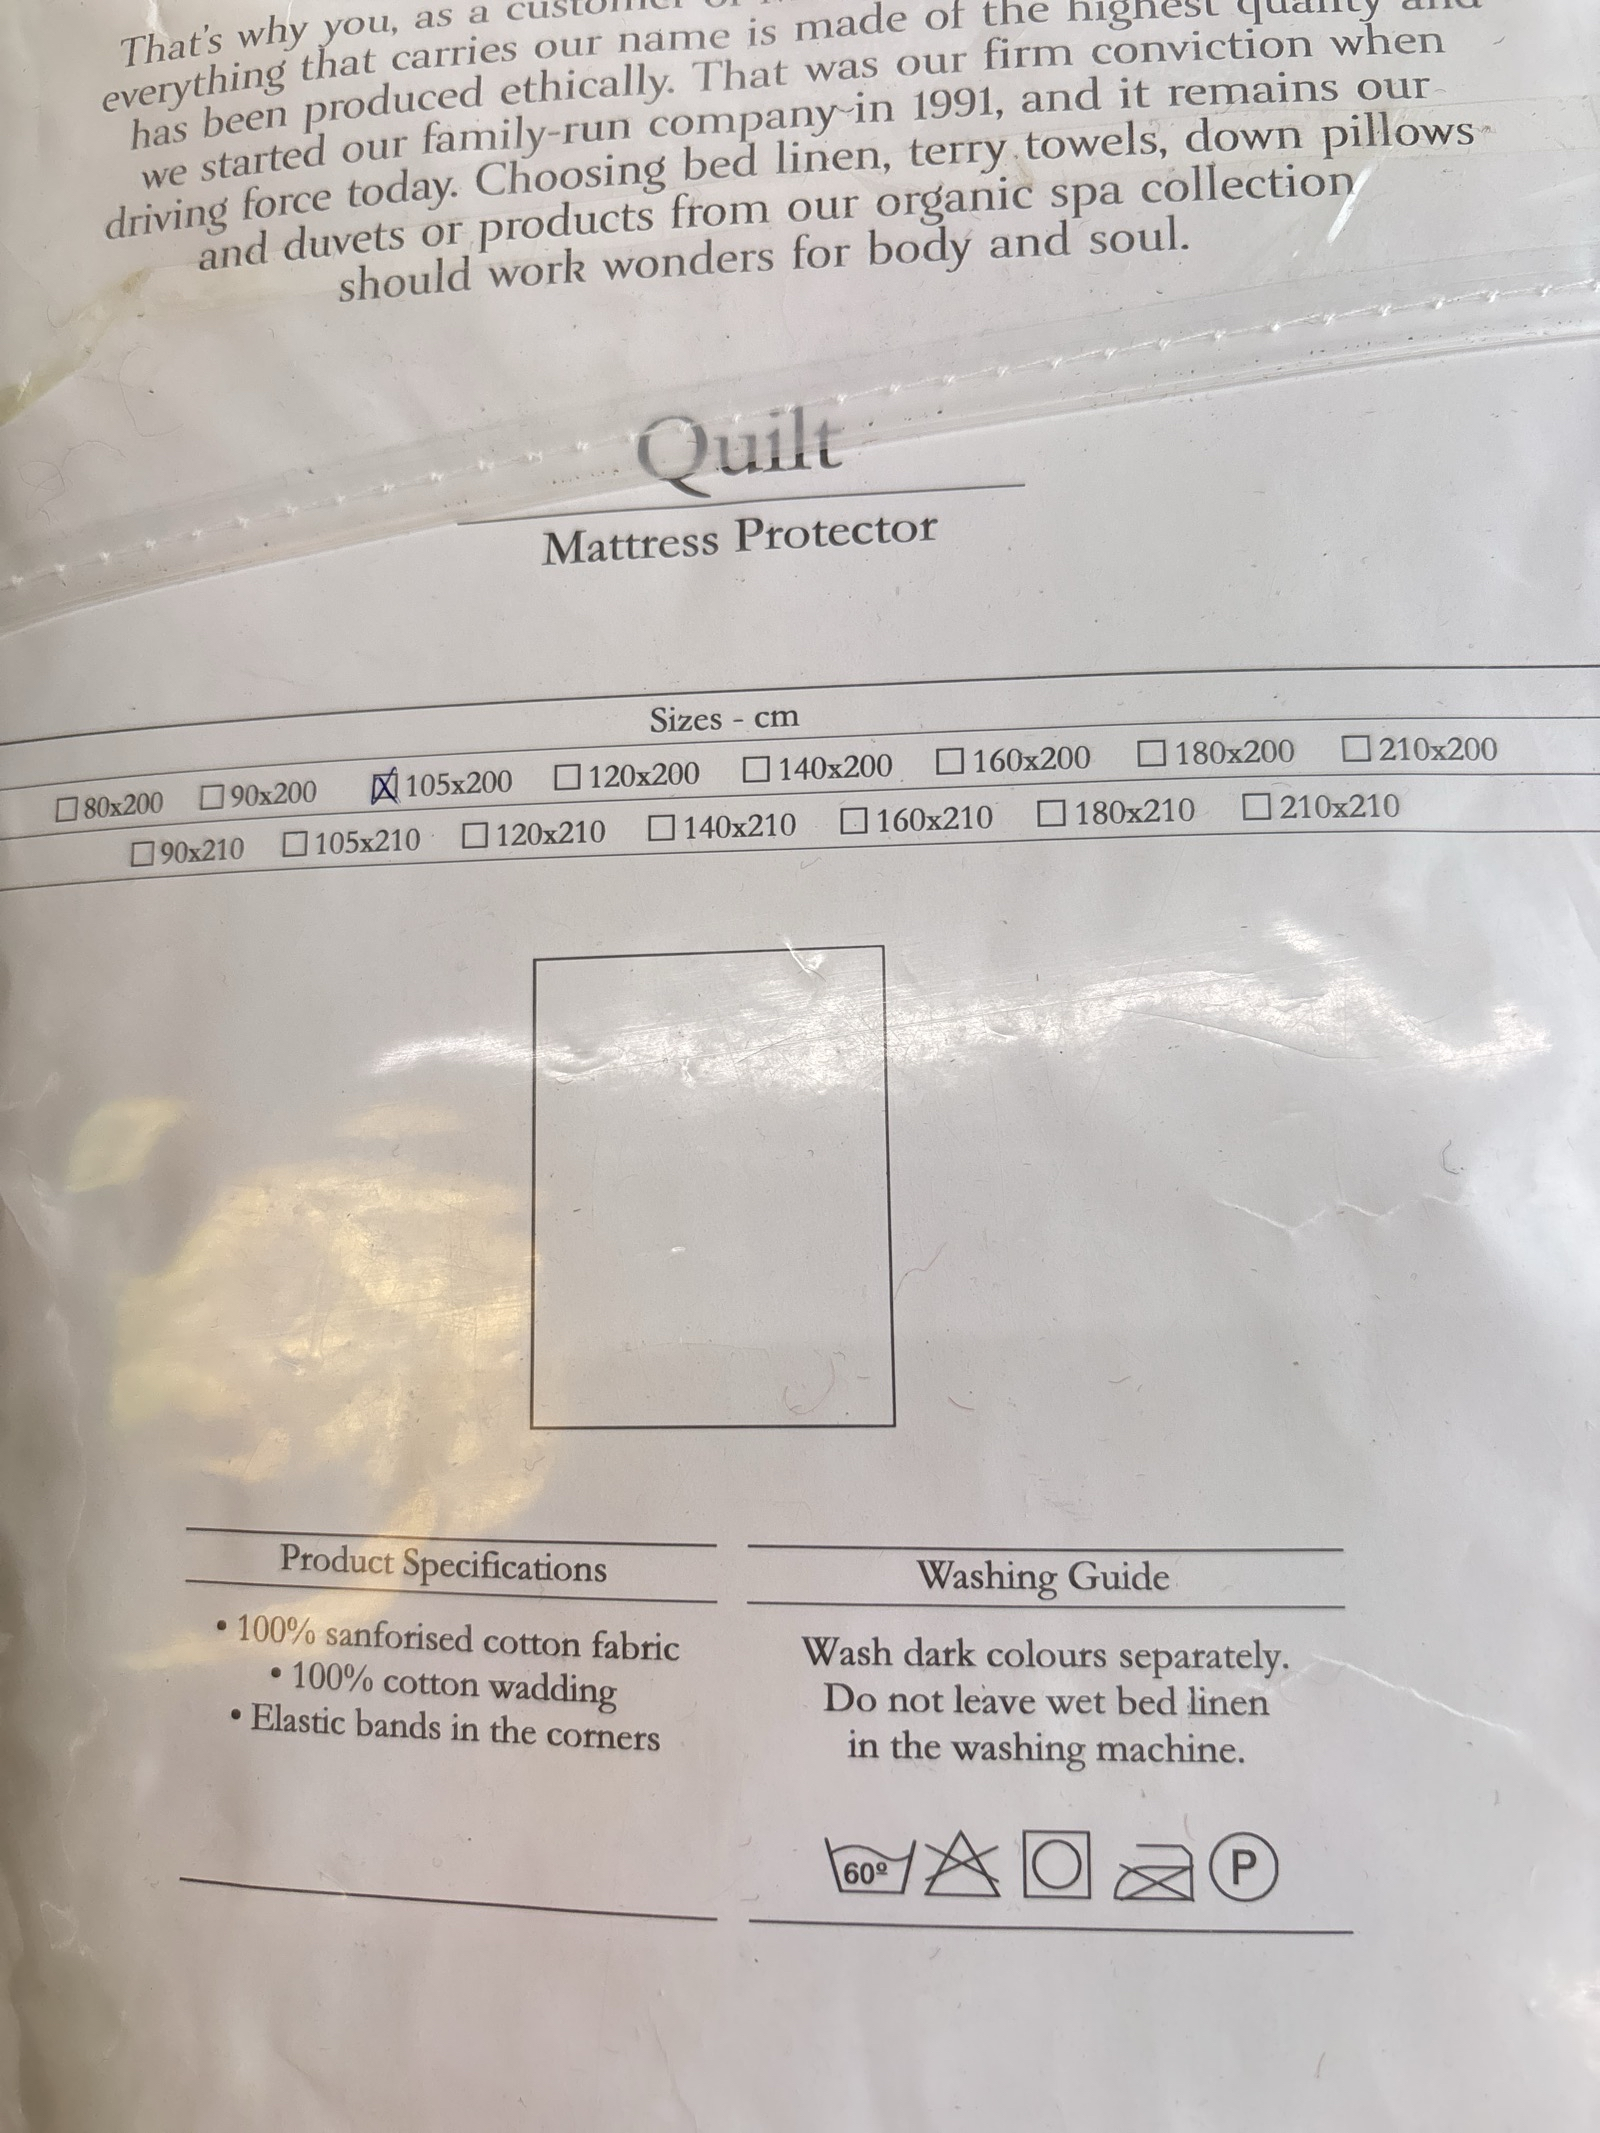 That's why you, as a customer
everything that carries our name is made of the highest quality and
has been produced ethically. That was our firm conviction when
we started our family-run company in 1991, and it remains our
driving force today. Choosing bed linen, terry towels, down pillows
and duvets or products from our organic spa collection
should work wonders for body and soul.
Quilt
Mattress Protector
Sizes - cm
☐ 80x200 ☐ 90x200 ☒ 105x200 ☐ 120x200 ☐ 140x200 ☐ 160x200 ☐ 180x200 ☐ 210x200
☐ 90x210 ☐ 105x210 ☐ 120x210 ☐ 140x210 ☐ 160x210 ☐ 180x210 ☐ 210x210
Product Specifications
• 100% sanforised cotton fabric
• 100% cotton wadding
• Elastic bands in the corners
Washing Guide
Wash dark colours separately.
Do not leave wet bed linen
in the washing machine.
60º P